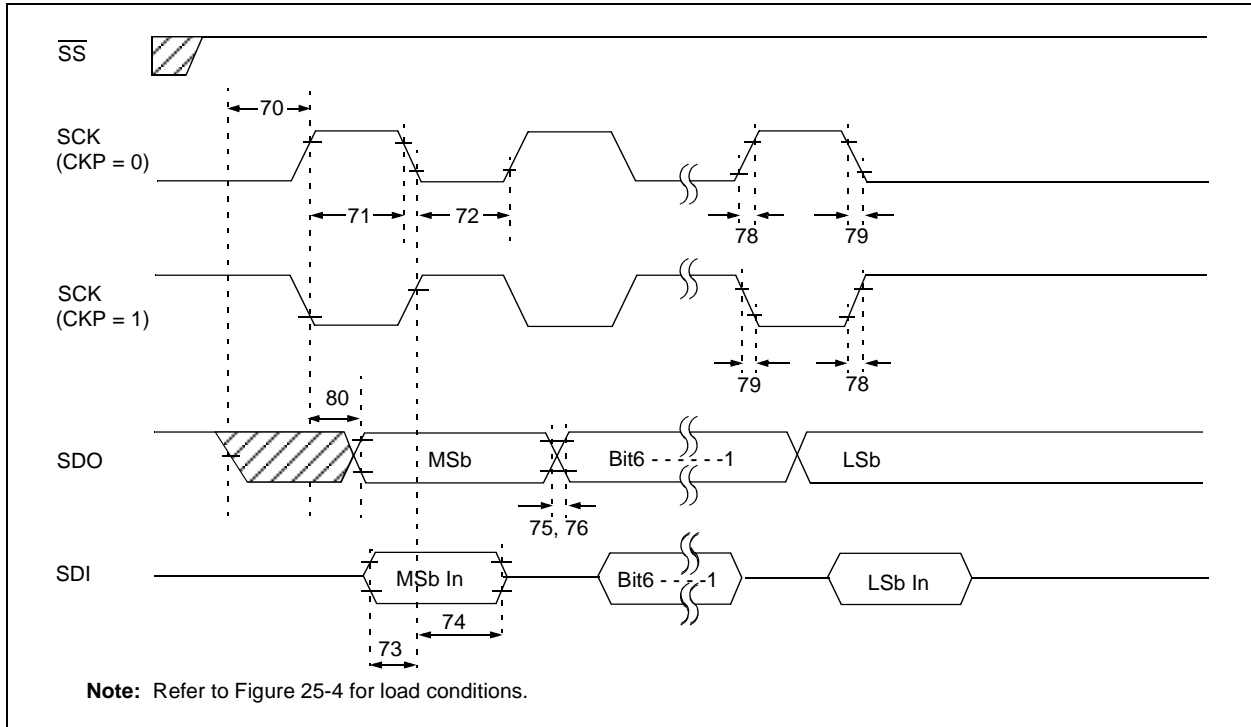 SS
70
SCK
(CKP = 0)
71
72
78
79
SCK
(CKP = 1)
79
78
80
SDO
MSb
Bit6 - - - - - -1
LSb
75, 76
SDI
MSb In
Bit6 - - - -1
LSb In
74
73
Note: Refer to Figure 25-4 for load conditions.